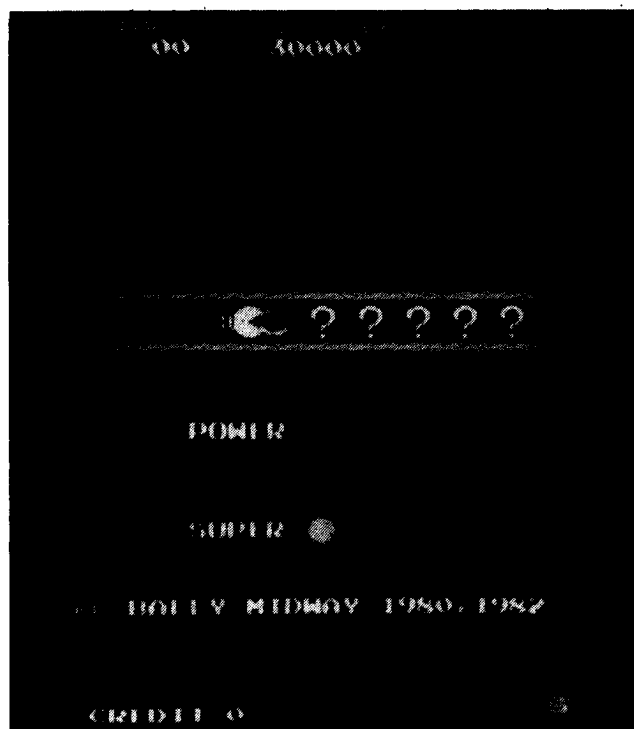 00 30000
? ? ? ? ?
POWER
SUPER
BALLY MIDWAY 1980, 1982
CREDIT 0